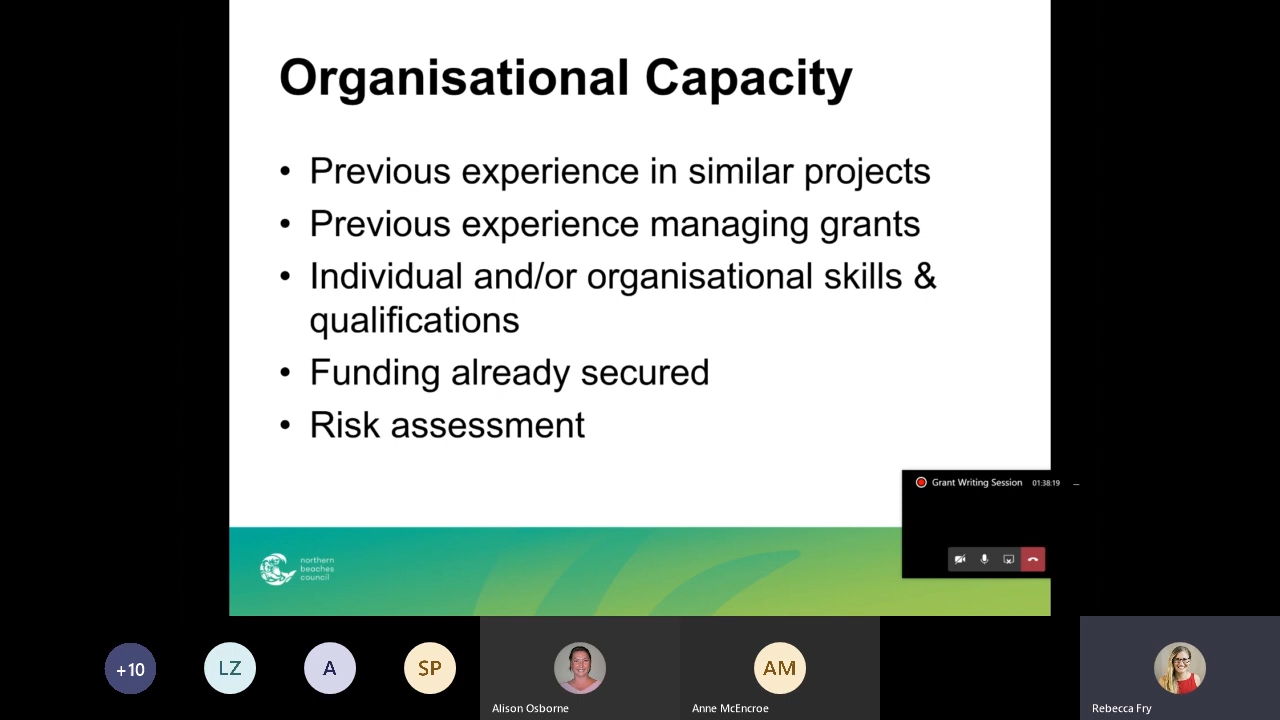 Organisational Capacity
• Previous experience in similar projects
• Previous experience managing grants
• Individual and/or organisational skills &
qualifications
• Funding already secured
• Risk assessment
Grant Writing Session 01:38:19
northern
beaches
council
+10
LZ
A
SP
AM
Alison Osborne
Anne McEncroe
Rebecca Fry